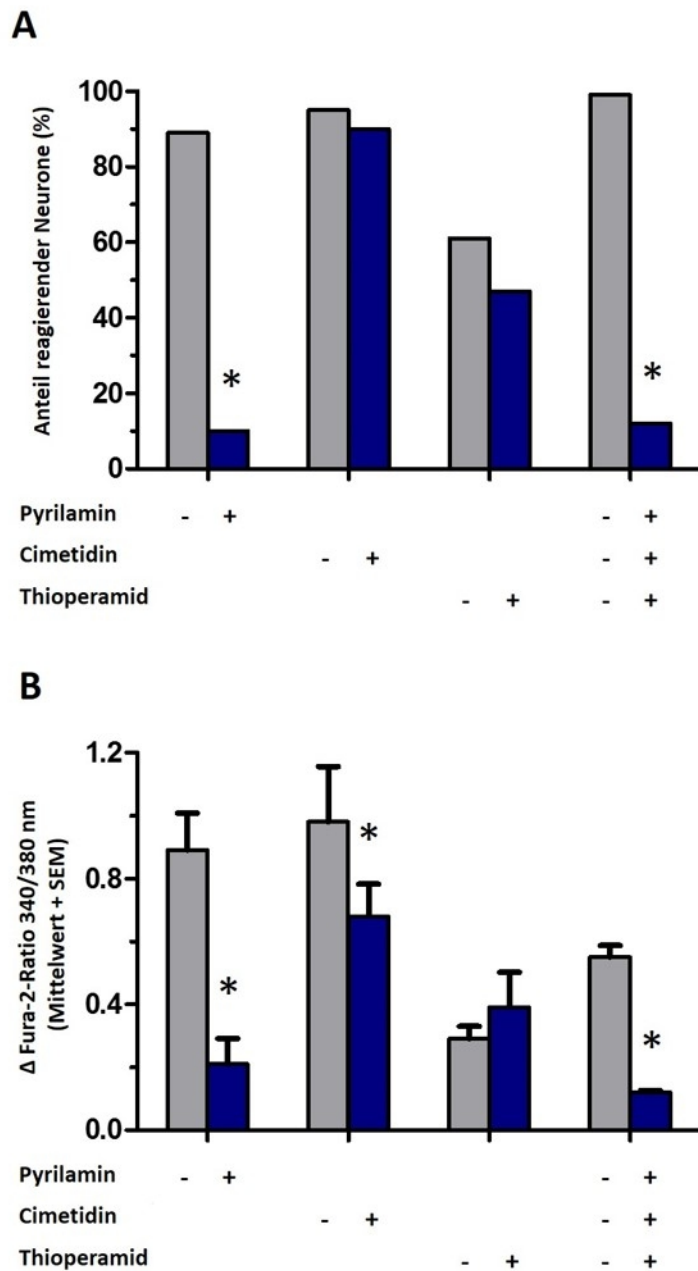 A
Anteil reagierender Neurone (%)
100
80
60
40
20
0
*
*
Pyrilamin - + - +
Cimetidin - + - +
Thioperamid - + - +
B
Δ Fura-2-Ratio 340/380 nm
(Mittelwert + SEM)
1.2
0.8
0.4
0.0
*
*
*
Pyrilamin - + - +
Cimetidin - + - +
Thioperamid - + - +